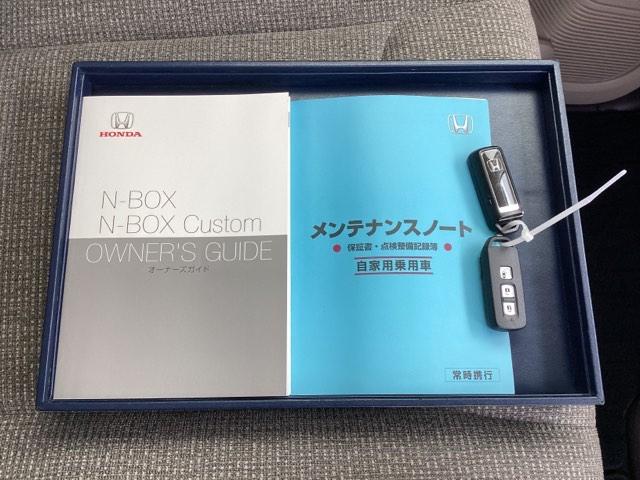 HONDA
N-BOX
N-BOX Custom
OWNER'S GUIDE
オーナーズガイド
メンテナンスノート
保証書・点検整備記録簿
自家用乗用車
常時携行